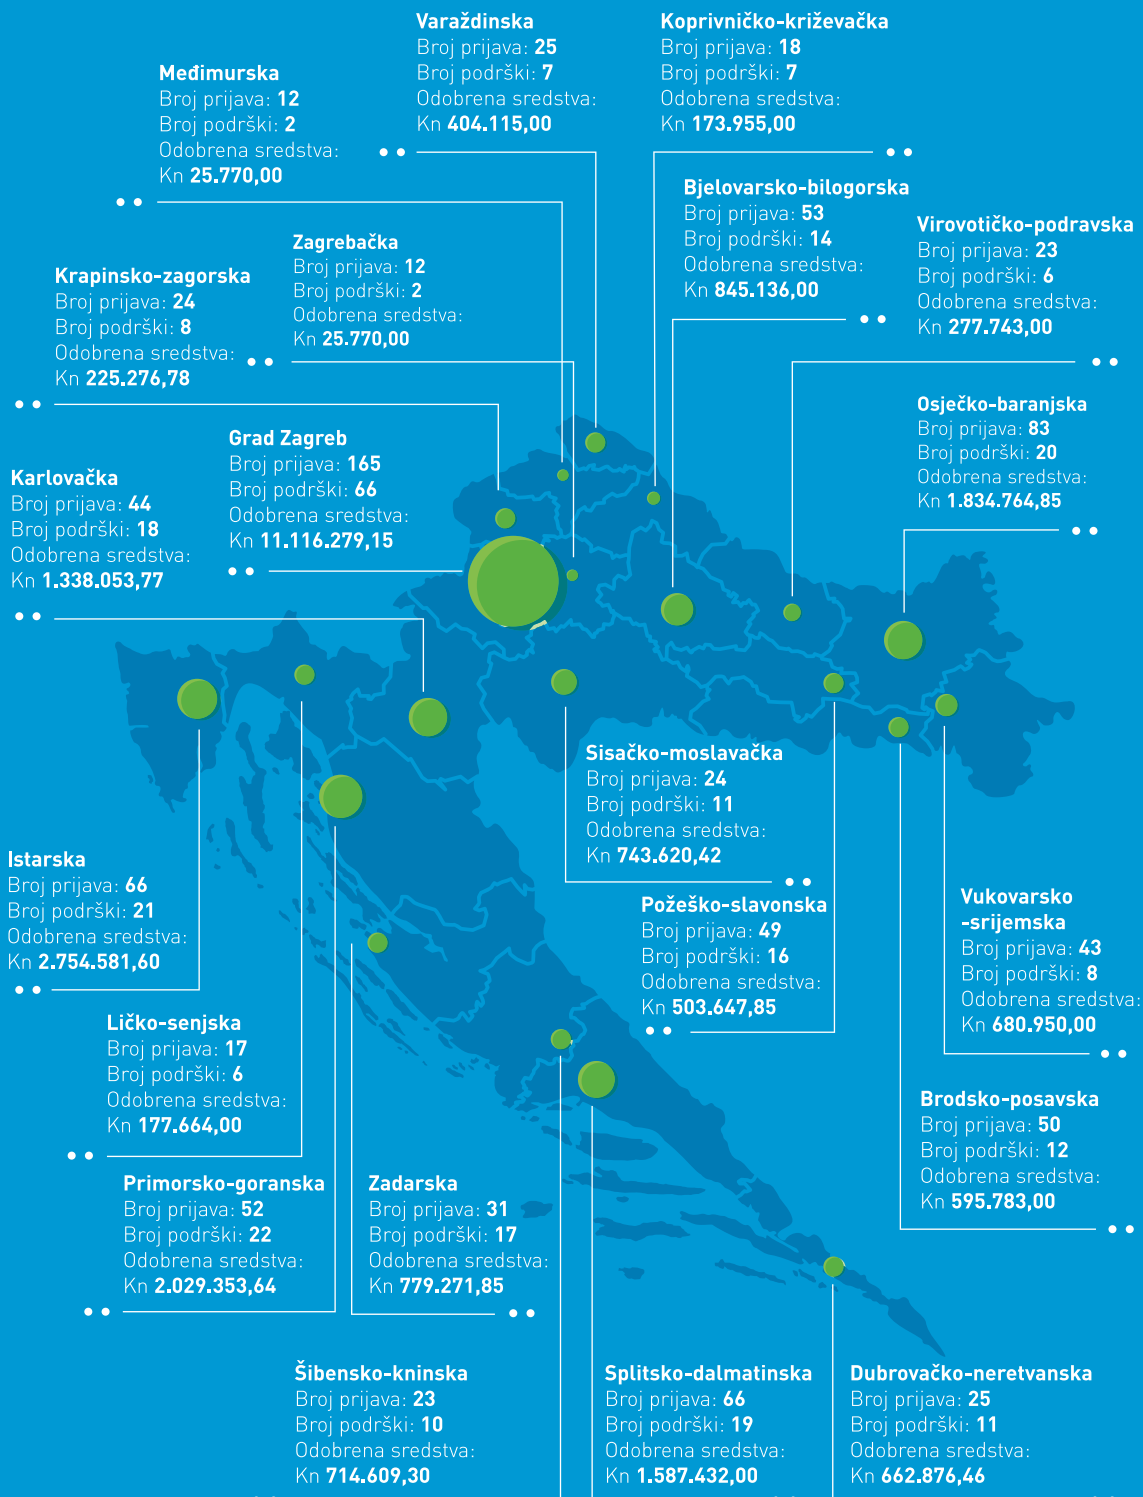 Varaždinska
Broj prijava: 25
Broj podrški: 7
Odobrena sredstva:
Kn 404.115,00
Koprivničko-križevačka
Broj prijava: 18
Broj podrški: 7
Odobrena sredstva:
Kn 173.955,00
Međimurska
Broj prijava: 12
Broj podrški: 2
Odobrena sredstva:
Kn 25.770,00
Bjelovarsko-bilogorska
Broj prijava: 53
Broj podrški: 14
Odobrena sredstva:
Kn 845.136,00
Virovotičko-podravska
Broj prijava: 23
Broj podrški: 6
Odobrena sredstva:
Kn 277.743,00
Zagrebačka
Broj prijava: 12
Broj podrški: 2
Odobrena sredstva:
Kn 25.770,00
Krapinsko-zagorska
Broj prijava: 24
Broj podrški: 8
Odobrena sredstva:
Kn 225.276,78
Osječko-baranjska
Broj prijava: 83
Broj podrški: 20
Odobrena sredstva:
Kn 1.834.764,85
Grad Zagreb
Broj prijava: 165
Broj podrški: 66
Odobrena sredstva:
Kn 11.116.279,15
Karlovačka
Broj prijava: 44
Broj podrški: 18
Odobrena sredstva:
Kn 1.338.053,77
Sisačko-moslavačka
Broj prijava: 24
Broj podrški: 11
Odobrena sredstva:
Kn 743.620,42
Istarska
Broj prijava: 66
Broj podrški: 21
Odobrena sredstva:
Kn 2.754.581,60
Požeško-slavonska
Broj prijava: 49
Broj podrški: 16
Odobrena sredstva:
Kn 503.647,85
Vukovarsko
-srijemska
Broj prijava: 43
Broj podrški: 8
Odobrena sredstva:
Kn 680.950,00
Ličko-senjska
Broj prijava: 17
Broj podrški: 6
Odobrena sredstva:
Kn 177.664,00
Brodsko-posavska
Broj prijava: 50
Broj podrški: 12
Odobrena sredstva:
Kn 595.783,00
Primorsko-goranska
Broj prijava: 52
Broj podrški: 22
Odobrena sredstva:
Kn 2.029.353,64
Zadarska
Broj prijava: 31
Broj podrški: 17
Odobrena sredstva:
Kn 779.271,85
Šibensko-kninska
Broj prijava: 23
Broj podrški: 10
Odobrena sredstva:
Kn 714.609,30
Splitsko-dalmatinska
Broj prijava: 66
Broj podrški: 19
Odobrena sredstva:
Kn 1.587.432,00
Dubrovačko-neretvanska
Broj prijava: 25
Broj podrški: 11
Odobrena sredstva:
Kn 662.876,46